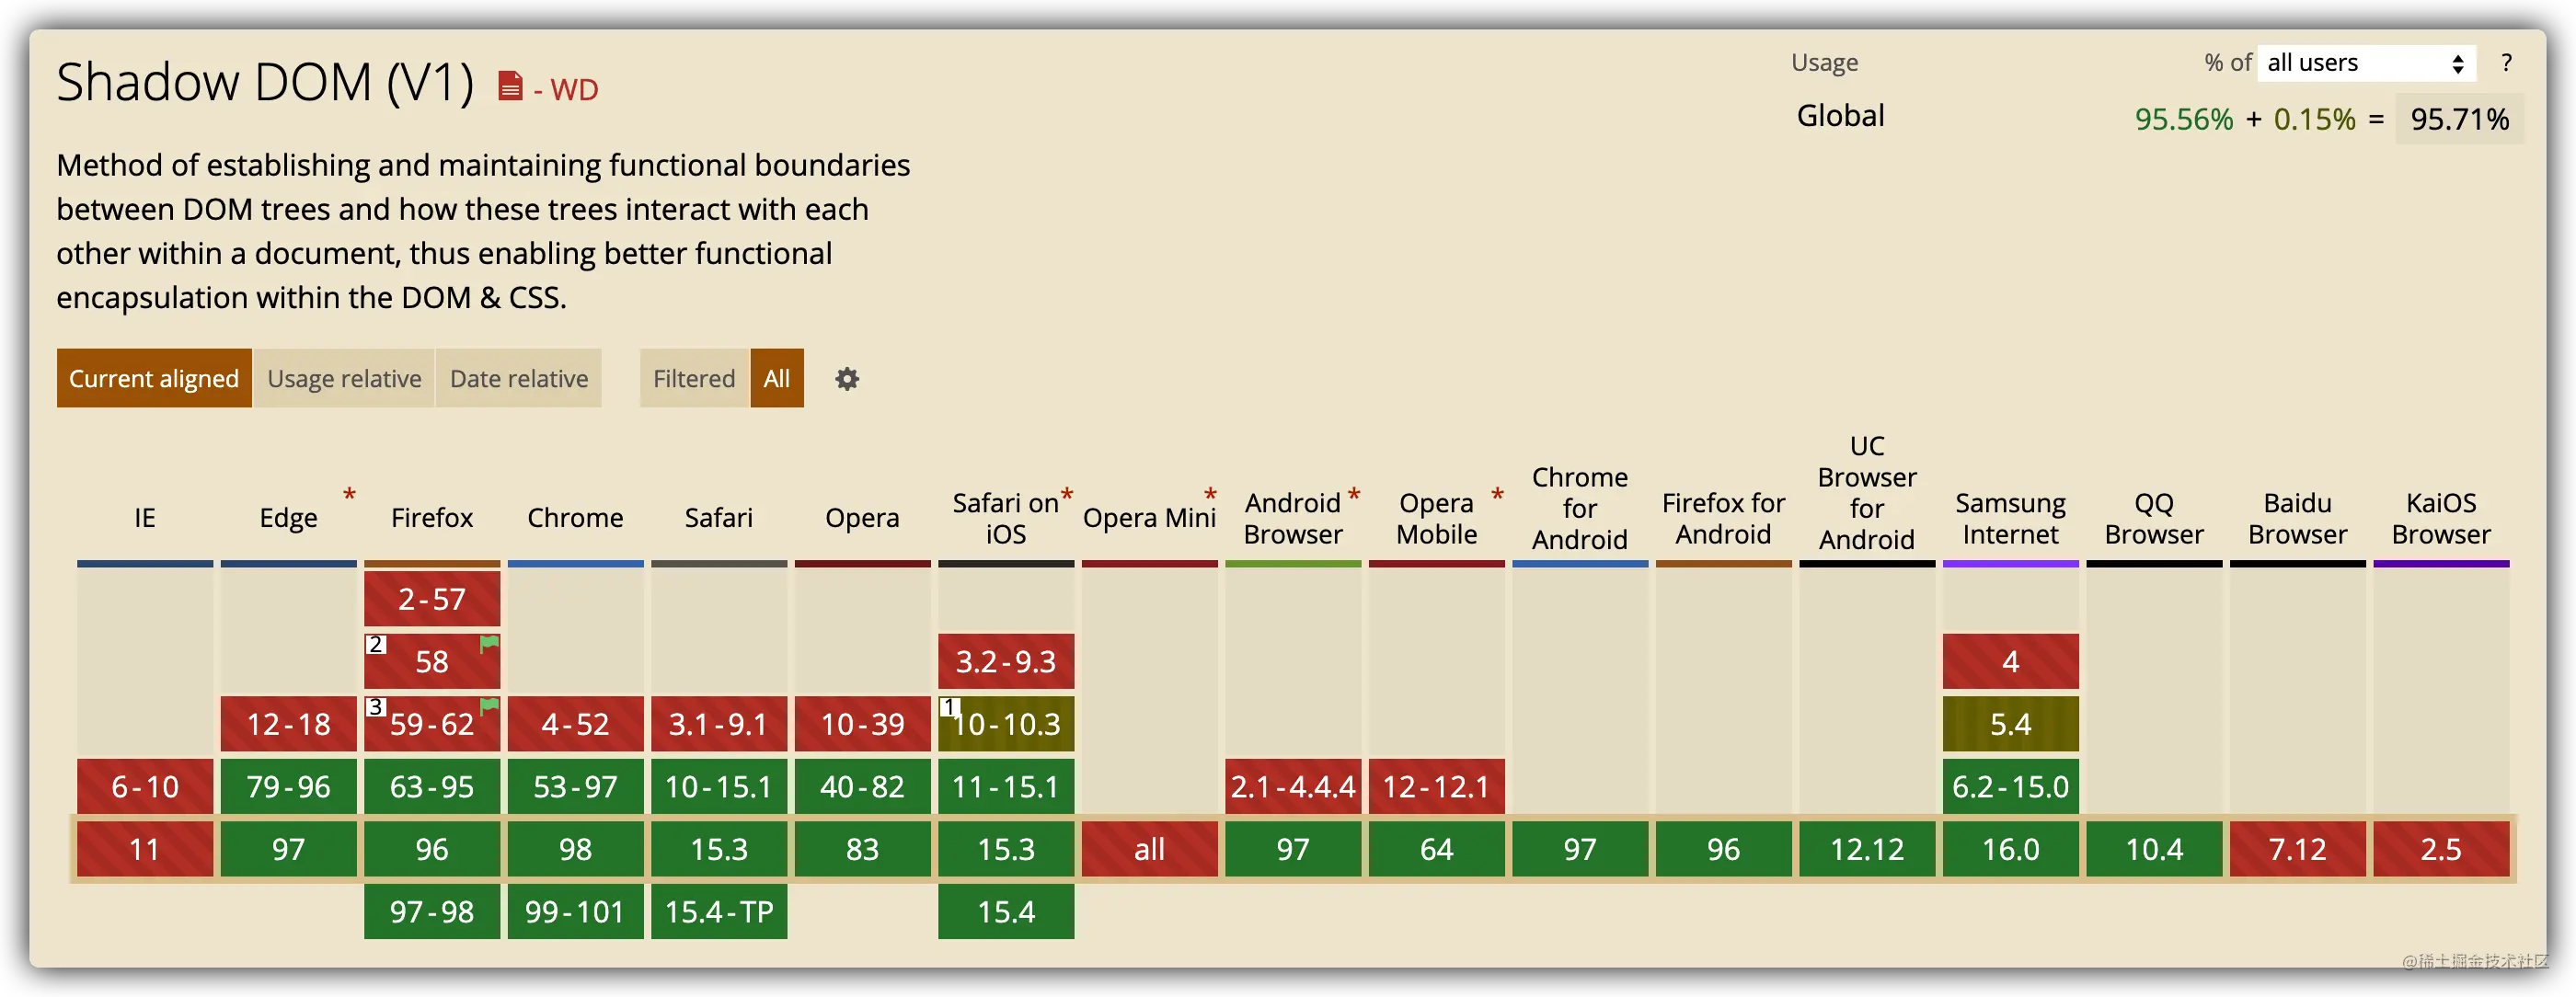 Shadow DOM (V1) - WD
Usage % of all users ?
Global 95.56% + 0.15% = 95.71%
Method of establishing and maintaining functional boundaries
between DOM trees and how these trees interact with each
other within a document, thus enabling better functional
encapsulation within the DOM & CSS.
Current aligned Usage relative Date relative Filtered All
IE
Edge *
Firefox
Chrome
Safari
Opera
Safari on *
iOS
Opera Mini *
Android *
Browser
Opera *
Mobile
Chrome
for
Android
Firefox for
Android
UC
Browser
for
Android
Samsung
Internet
QQ
Browser
Baidu
Browser
KaiOS
Browser
2-57
2 58 3.2-9.3 4
12-18 3 59-62 4-52 3.1-9.1 10-39 1 10-10.3 5.4
6-10 79-96 63-95 53-97 10-15.1 40-82 11-15.1 2.1-4.4.4 12-12.1 6.2-15.0
11 97 96 98 15.3 83 15.3 all 97 64 97 96 12.12 16.0 10.4 7.12 2.5
97-98 99-101 15.4-TP 15.4
@稀土掘金技术社区